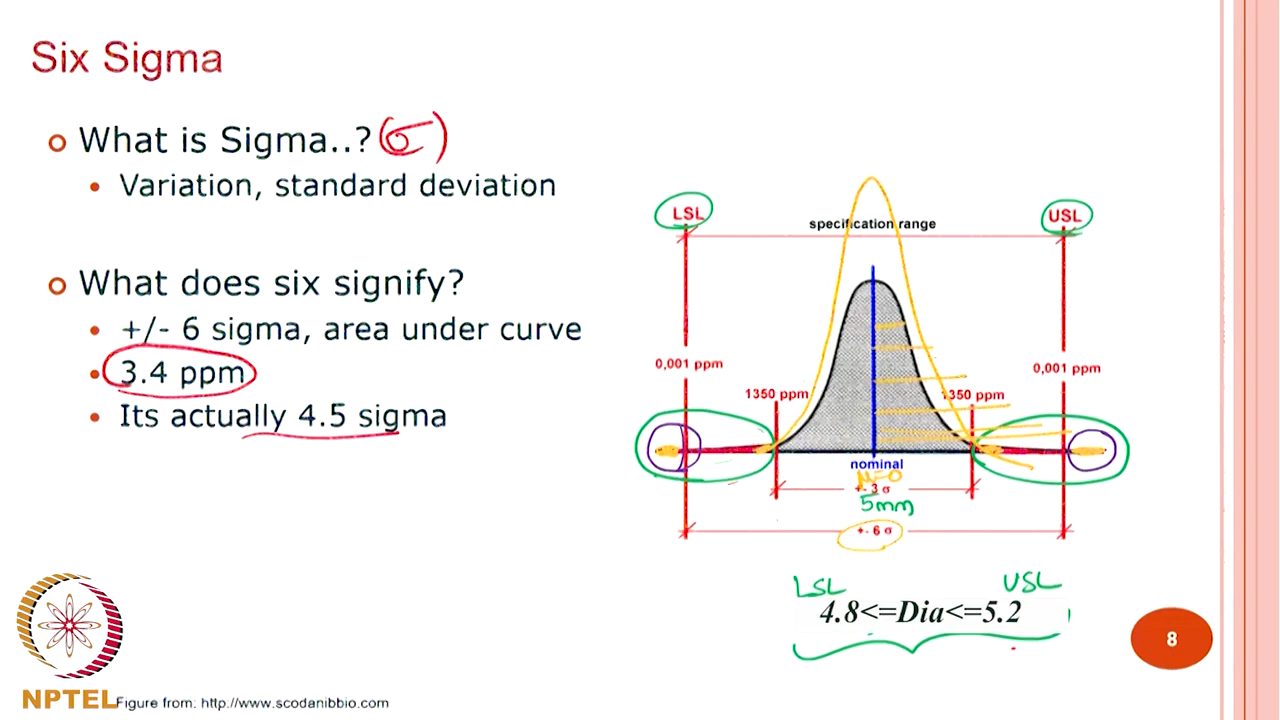 Six Sigma
What is Sigma..? (σ)
Variation, standard deviation
What does six signify?
+/- 6 sigma, area under curve
3.4 ppm
Its actually 4.5 sigma
LSL
USL
specification range
0,001 ppm
0,001 ppm
1350 ppm
1350 ppm
nominal
μ=0
+- 3 σ
5mm
+- 6 σ
LSL
USL
4.8<=Dia<=5.2
8
NPTEL
Figure from: http://www.scodanibbio.com